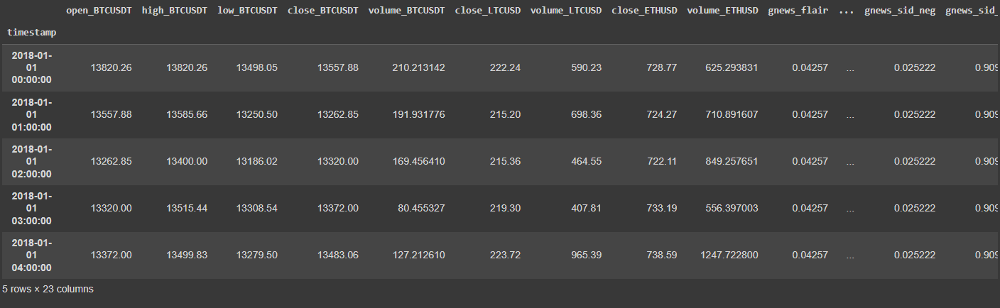 open_BTCUSDT high_BTCUSDT low_BTCUSDT close_BTCUSDT volume_BTCUSDT close_LTCUSD volume_LTCUSD close_ETHUSD volume_ETHUSD gnews_flair ... gnews_sid_neg gnews_sid_
timestamp
2018-01-
01
00:00:00
13820.26 13820.26 13498.05 13557.88 210.213142 222.24 590.23 728.77 625.293831 0.04257 ... 0.025222 0.909
2018-01-
01
01:00:00
13557.88 13585.66 13250.50 13262.85 191.931776 215.20 698.36 724.27 710.891607 0.04257 ... 0.025222 0.909
2018-01-
01
02:00:00
13262.85 13400.00 13186.02 13320.00 169.456410 215.36 464.55 722.11 849.257651 0.04257 ... 0.025222 0.909
2018-01-
01
03:00:00
13320.00 13515.44 13308.54 13372.00 80.455327 219.30 407.81 733.19 556.397003 0.04257 ... 0.025222 0.909
2018-01-
01
04:00:00
13372.00 13499.83 13279.50 13483.06 127.212610 223.72 965.39 738.59 1247.722800 0.04257 ... 0.025222 0.909
5 rows × 23 columns